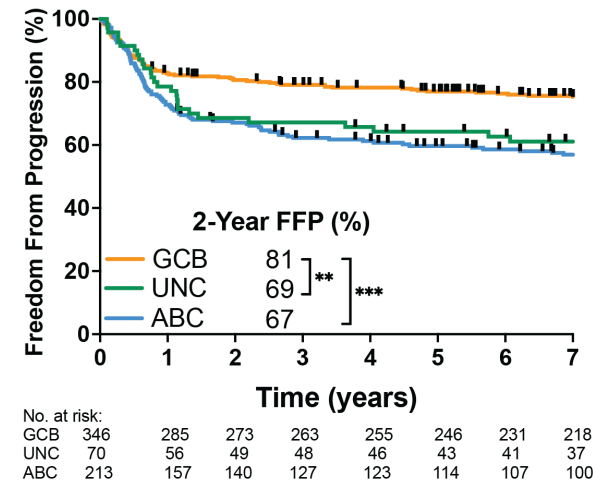 Freedom From Progression (%)
100
80
60
40
20
0
2-Year FFP (%)
GCB 81
UNC 69
ABC 67
**
***
0 1 2 3 4 5 6 7
Time (years)
No. at risk:
GCB 346 285 273 263 255 246 231 218
UNC 70 56 49 48 46 43 41 37
ABC 213 157 140 127 123 114 107 100